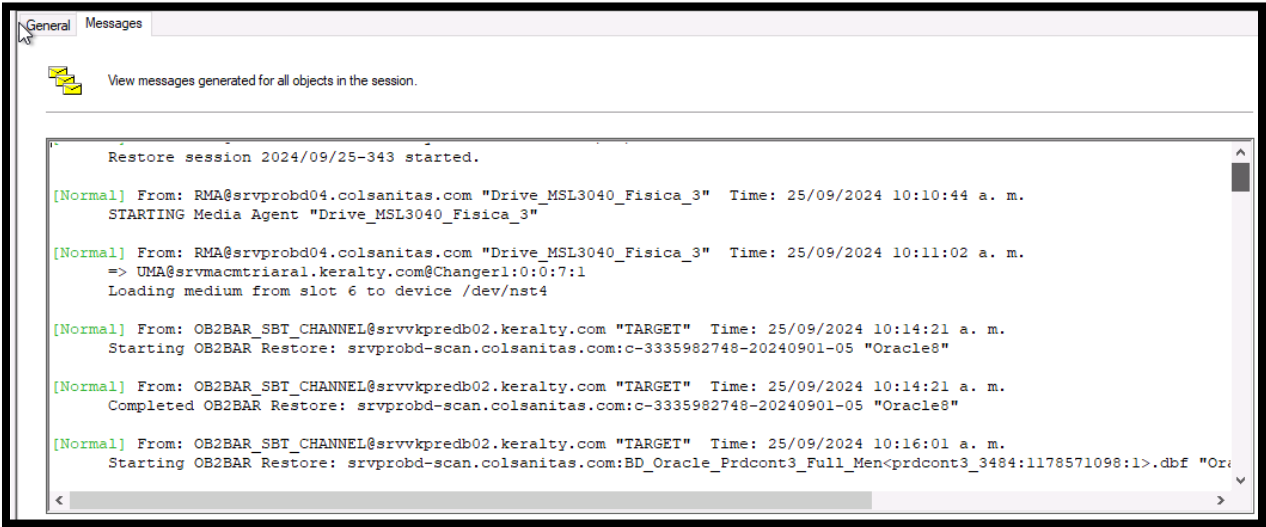 General Messages
View messages generated for all objects in the session.
Restore session 2024/09/25-343 started.
[Normal] From: RMA@srvprobd04.colsanitas.com "Drive_MSL3040_Fisica_3" Time: 25/09/2024 10:10:44 a. m.
STARTING Media Agent "Drive_MSL3040_Fisica_3"
[Normal] From: RMA@srvprobd04.colsanitas.com "Drive_MSL3040_Fisica_3" Time: 25/09/2024 10:11:02 a. m.
=> UMA@srvmacmtriara1.keralty.com@Changer1:0:0:7:1
Loading medium from slot 6 to device /dev/nst4
[Normal] From: OB2BAR_SBT_CHANNEL@srvvkpredb02.keralty.com "TARGET" Time: 25/09/2024 10:14:21 a. m.
Starting OB2BAR Restore: srvprobd-scan.colsanitas.com:c-3335982748-20240901-05 "Oracle8"
[Normal] From: OB2BAR_SBT_CHANNEL@srvvkpredb02.keralty.com "TARGET" Time: 25/09/2024 10:14:21 a. m.
Completed OB2BAR Restore: srvprobd-scan.colsanitas.com:c-3335982748-20240901-05 "Oracle8"
[Normal] From: OB2BAR_SBT_CHANNEL@srvvkpredb02.keralty.com "TARGET" Time: 25/09/2024 10:16:01 a. m.
Starting OB2BAR Restore: srvprobd-scan.colsanitas.com:BD_Oracle_Prdcont3_Full_Men<prdcont3_3484:1178571098:1>.dbf